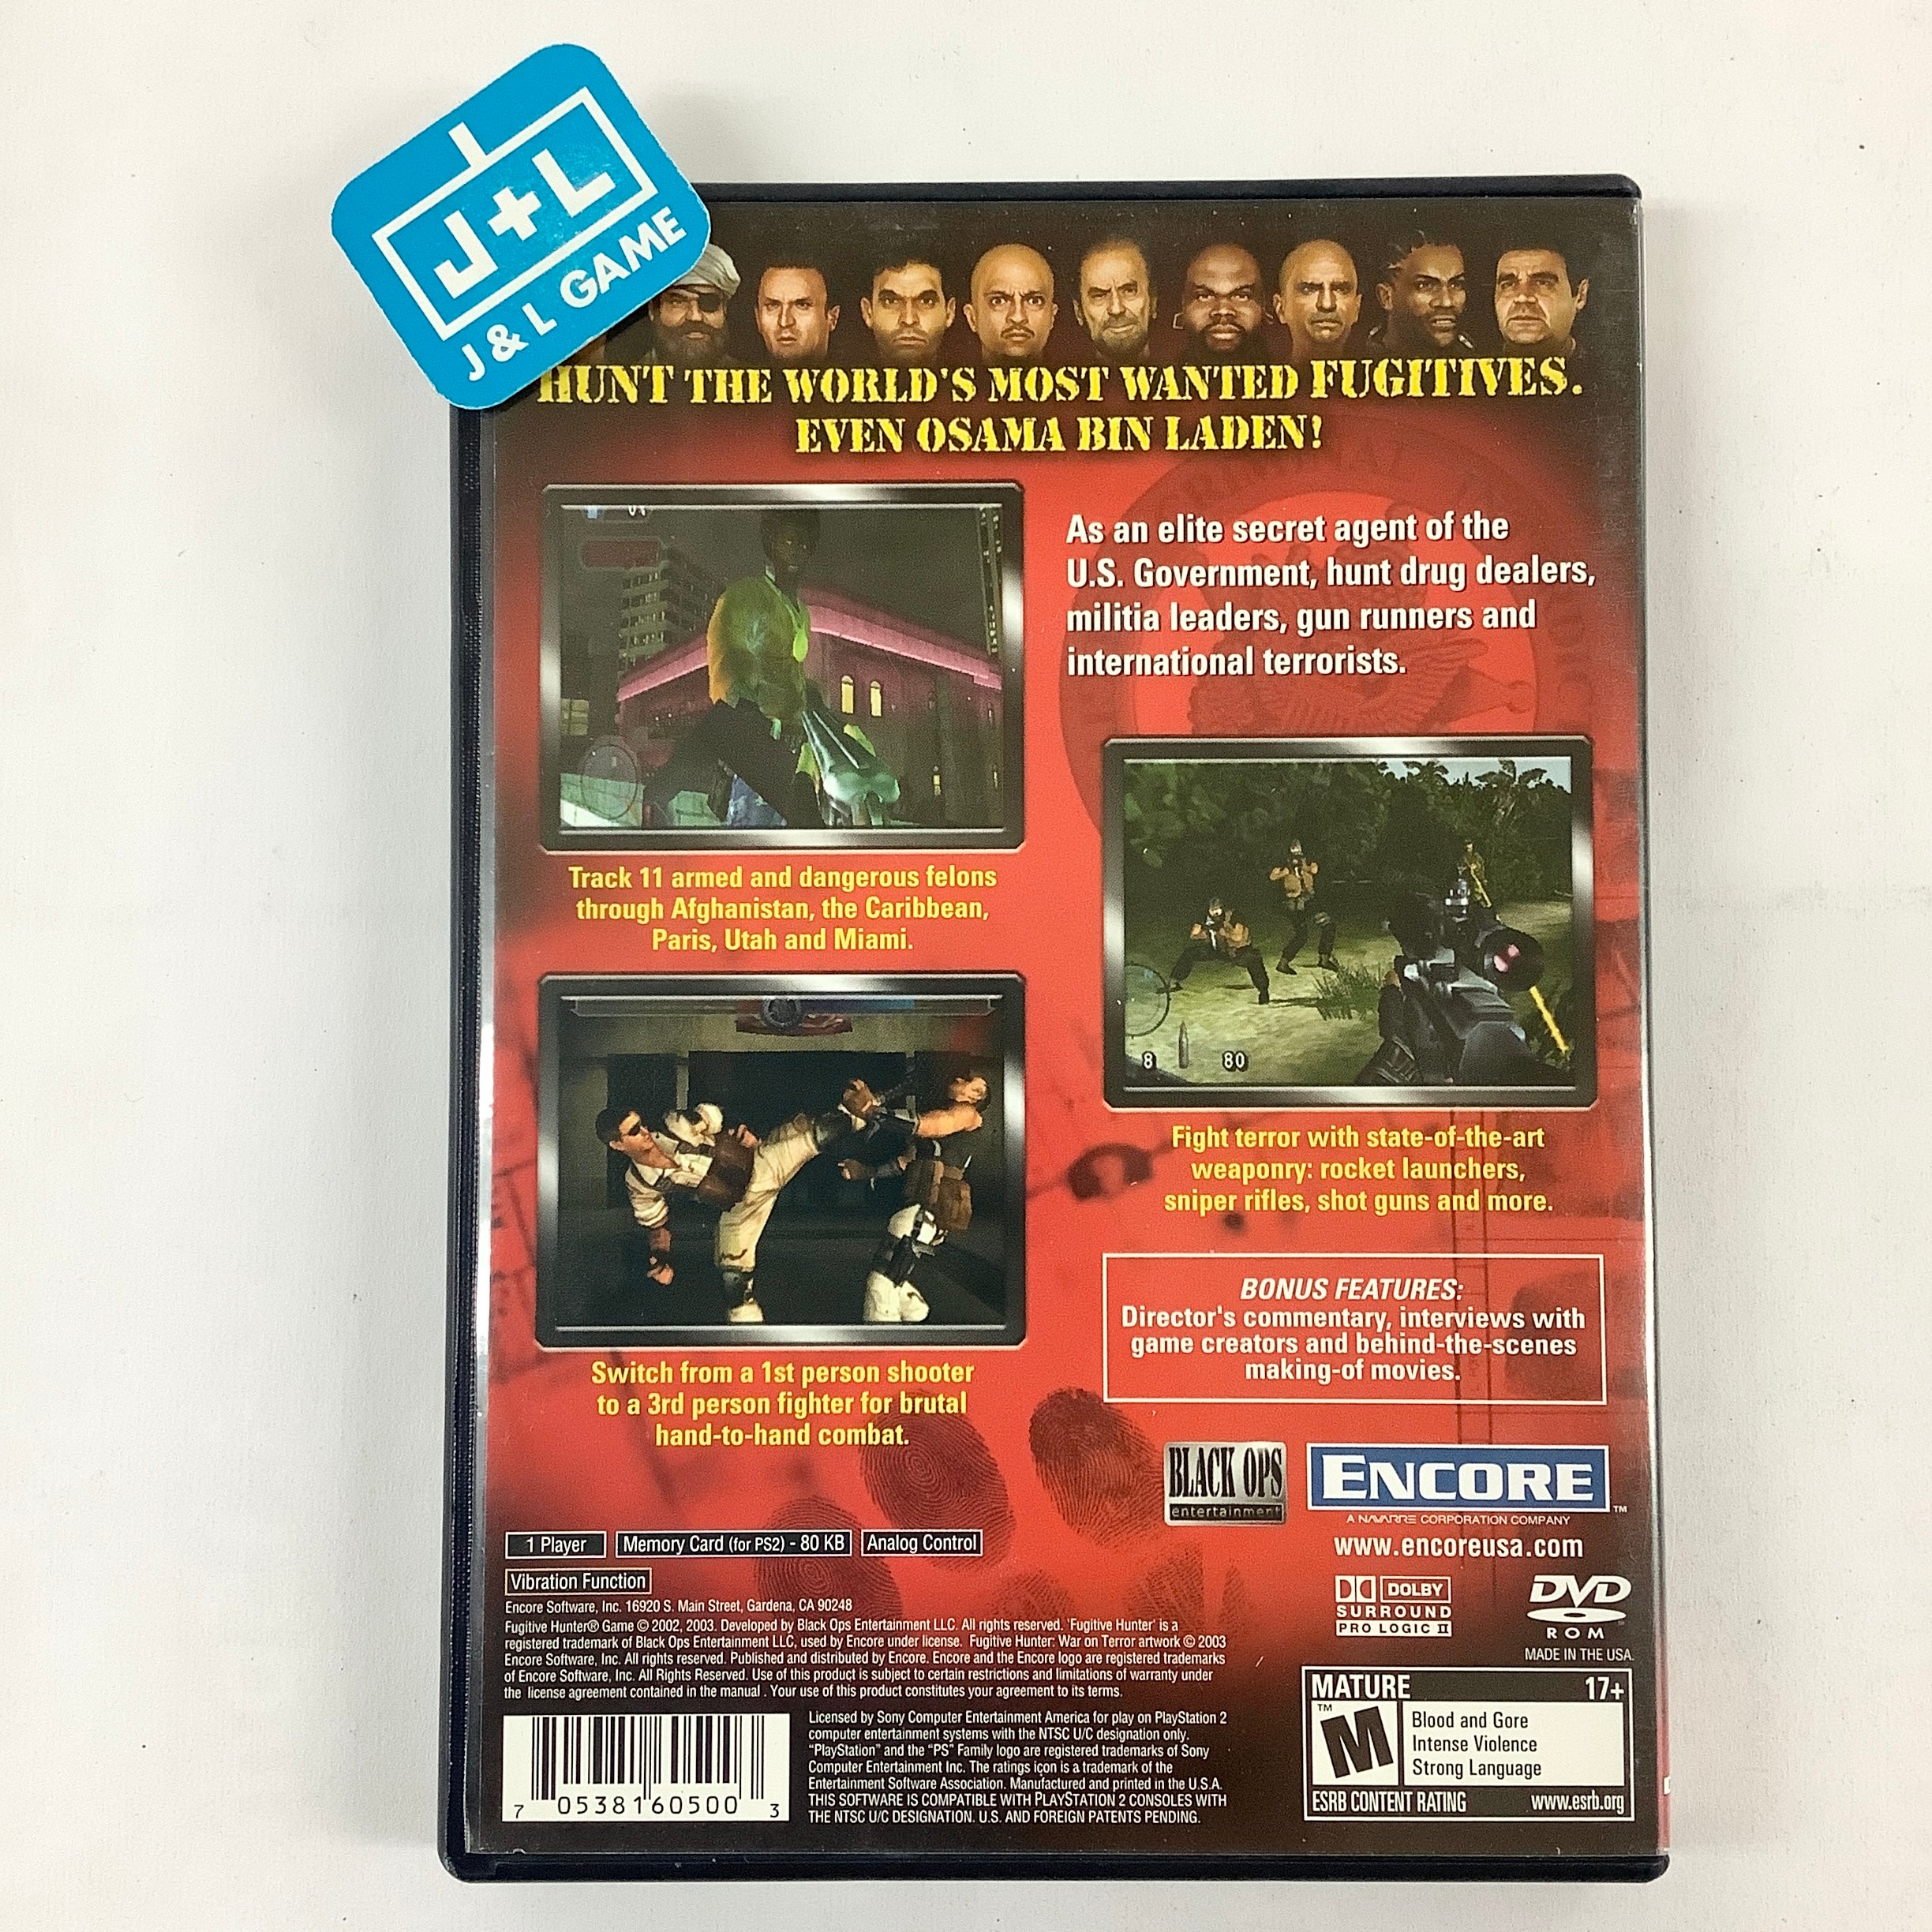 J+L
J & L GAME
HUNT THE WORLD'S MOST WANTED FUGITIVES.
EVEN OSAMA BIN LADEN!
As an elite secret agent of the
U.S. Government, hunt drug dealers,
militia leaders, gun runners and
international terrorists.
Track 11 armed and dangerous felons
through Afghanistan, the Caribbean,
Paris, Utah and Miami.
8 80
Fight terror with state-of-the-art
weaponry: rocket launchers,
sniper rifles, shot guns and more.
Switch from a 1st person shooter
to a 3rd person fighter for brutal
hand-to-hand combat.
BONUS FEATURES:
Director's commentary, interviews with
game creators and behind-the-scenes
making-of movies.
BLACK OPS
entertainment
ENCORE™
A NAVARRE CORPORATION COMPANY
www.encoreusa.com
1 Player
Memory Card (for PS2) - 80 KB
Analog Control
Vibration Function
DOLBY
SURROUND
PRO LOGIC II
DVD
ROM
MADE IN THE USA.
Encore Software, Inc. 16920 S. Main Street, Gardena, CA 90248
Fugitive Hunter® Game © 2002, 2003. Developed by Black Ops Entertainment LLC. All rights reserved. 'Fugitive Hunter' is a
registered trademark of Black Ops Entertainment LLC, used by Encore under license. Fugitive Hunter: War on Terror artwork © 2003
Encore Software, Inc. All rights reserved. Published and distributed by Encore. Encore and the Encore logo are registered trademarks
of Encore Software, Inc. All Rights Reserved. Use of this product is subject to certain restrictions and limitations of warranty under
the license agreement contained in the manual . Your use of this product constitutes your agreement to its terms.
Licensed by Sony Computer Entertainment America for play on PlayStation 2
computer entertainment systems with the NTSC U/C designation only.
“PlayStation” and the “PS” Family logo are registered trademarks of Sony
Computer Entertainment Inc. The ratings icon is a trademark of the
Entertainment Software Association. Manufactured and printed in the U.S.A.
THIS SOFTWARE IS COMPATIBLE WITH PLAYSTATION 2 CONSOLES WITH
THE NTSC U/C DESIGNATION. U.S. AND FOREIGN PATENTS PENDING.
7 05381 60500 3
MATURE 17+
M™
Blood and Gore
Intense Violence
Strong Language
ESRB CONTENT RATING www.esrb.org